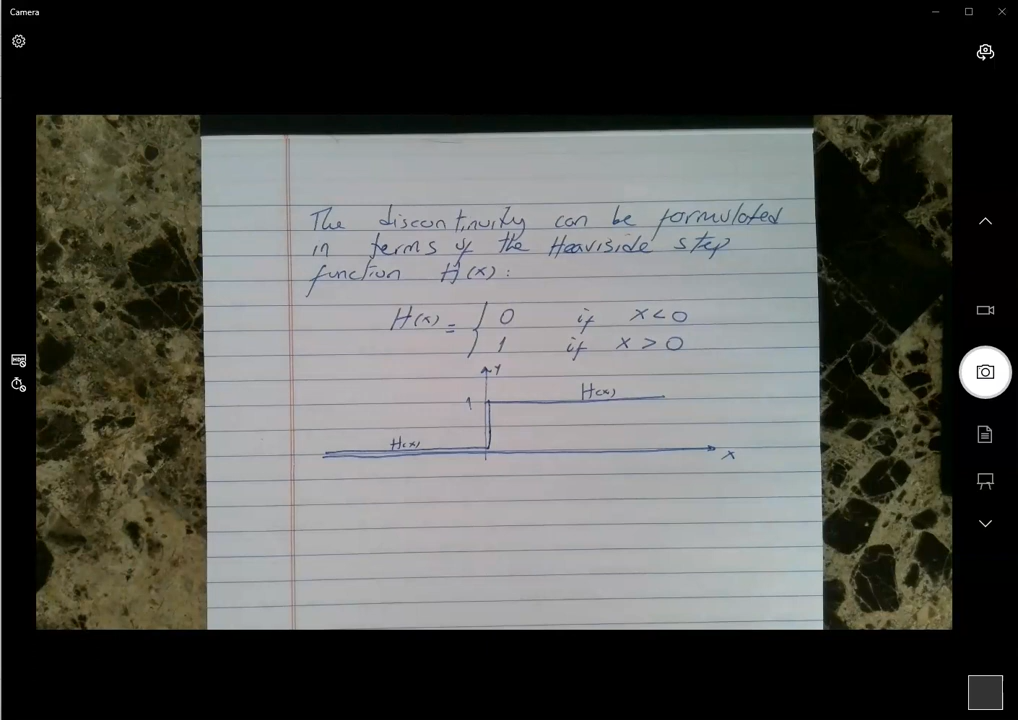 Camera
The discontinuity can be formulated
in terms of the Heaviside step
function H(x):
H(x) = { 0 if x < 0
1 if x > 0
y
1
H(x)
H(x)
x